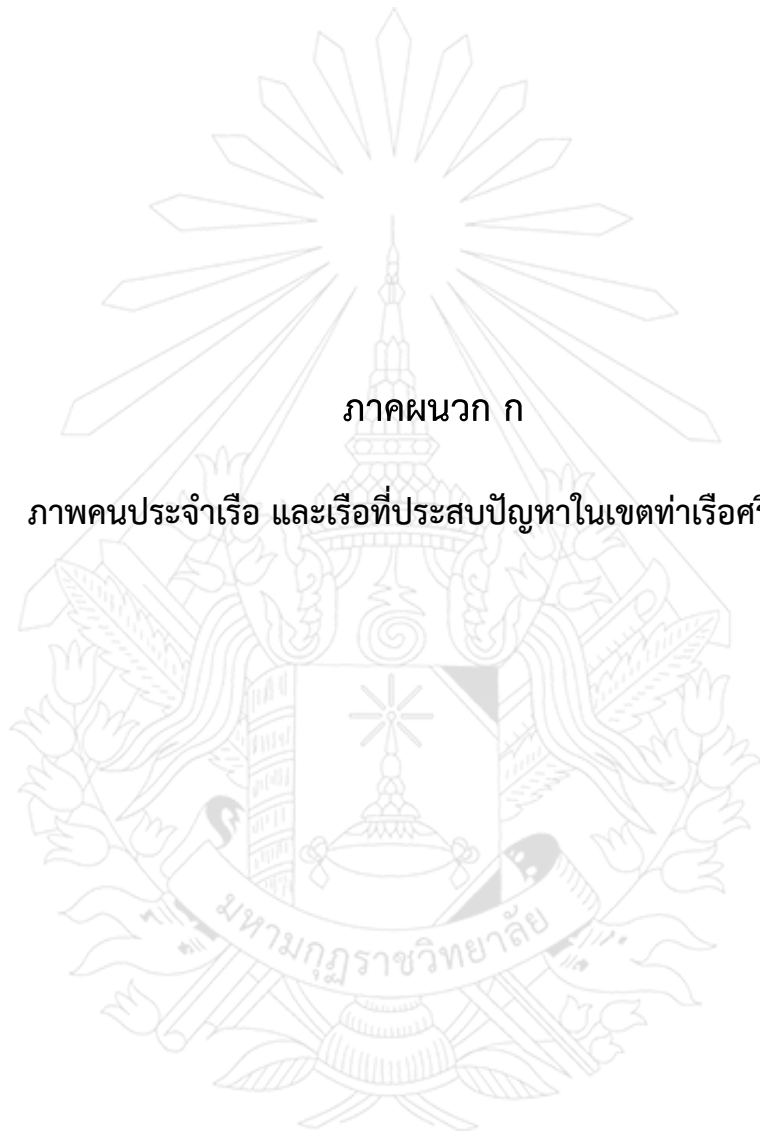 ภาคผนวก ก
ภาพคนประจำเรือ และเรือที่ประสบปัญหาในเขตท่าเรือ
มหามกุฏราชวิทยาลัย